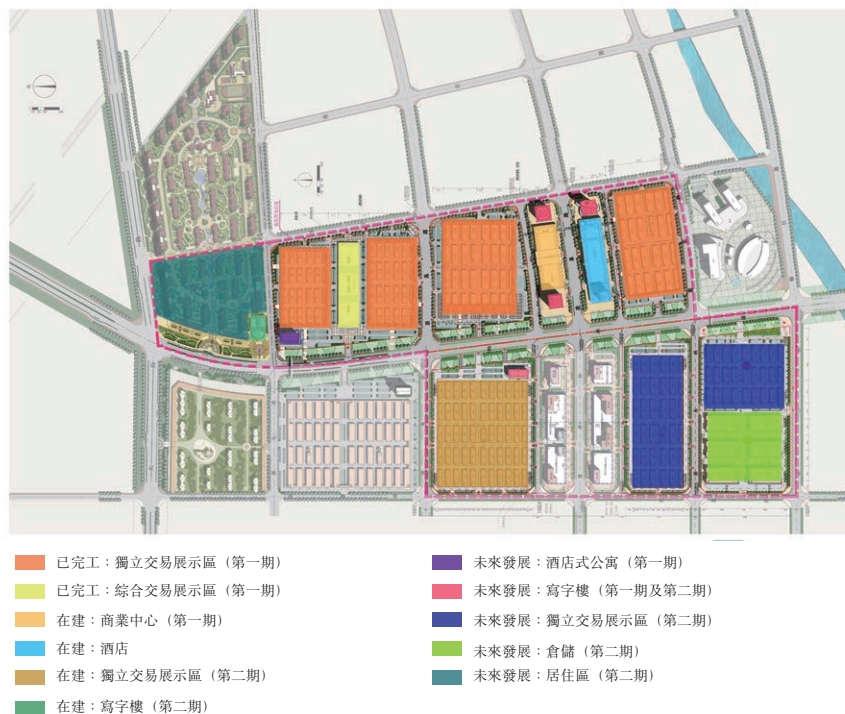 已完工：獨立交易展示區（第一期）
已完工：綜合交易展示區（第一期）
在建：商業中心（第一期）
在建：酒店
在建：獨立交易展示區（第二期）
在建：寫字樓（第二期）
未來發展：酒店式公寓（第一期）
未來發展：寫字樓（第一期及第二期）
未來發展：獨立交易展示區（第二期）
未來發展：倉儲（第二期）
未來發展：居住區（第二期）